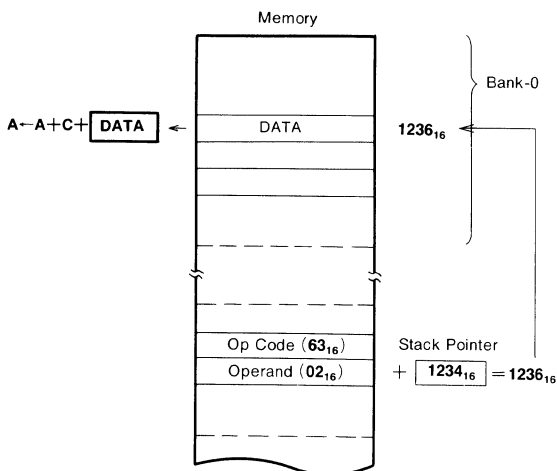 Memory
Bank-0
A←A+C+ DATA ← DATA 1236₁₆
Op Code (63₁₆) Stack Pointer
Operand (02₁₆) + 1234₁₆ = 1236₁₆